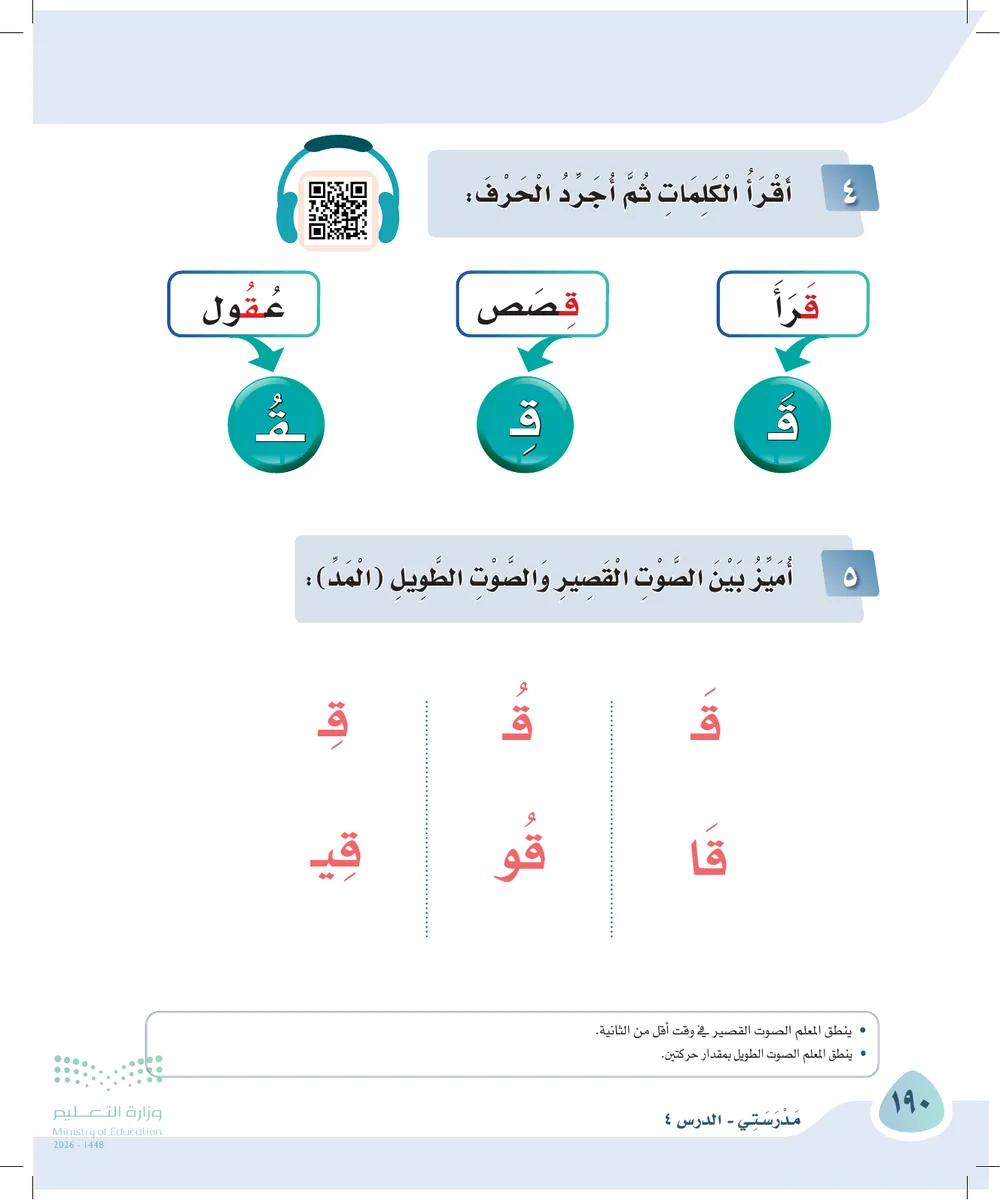 ٤ أَقْرَأُ الْكَلِمَاتِ ثُمَّ أُجَرِّدُ الْحَرْفَ:
قَرَأَ قِصَص عُقُول
قَـ قِـ ـقُـ
٥ أُمَيِّزُ بَيْنَ الصَّوْتِ الْقَصِيرِ وَالصَّوْتِ الطَّوِيلِ (الْمَدِّ):
قَـ قُـ قِـ
قَا قُو قِيـ
• ينطق المعلم الصوت القصير في وقت أقل من الثانية.
• ينطق المعلم الصوت الطويل بمقدار حركتين.
١٩٠
مَدْرَسَتِي - الدرس ٤
وزارة التعـــليم
Ministry of Education
2026 - 1448